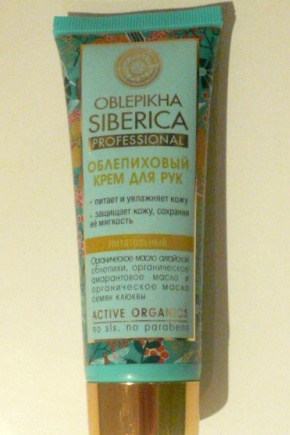 OBLEPIKHA
SIBERICA
PROFESSIONAL
ОБЛЕПИХОВЫЙ
КРЕМ ДЛЯ РУК
• питает и увлажняет кожу
• защищает кожу, сохраняя
её мягкость
питательный
Органическое масло алтайской
облепихи, органическое
амарантовое масло и
органическое масло
семян клюквы
ACTIVE ORGANICS
no sls, no parabens